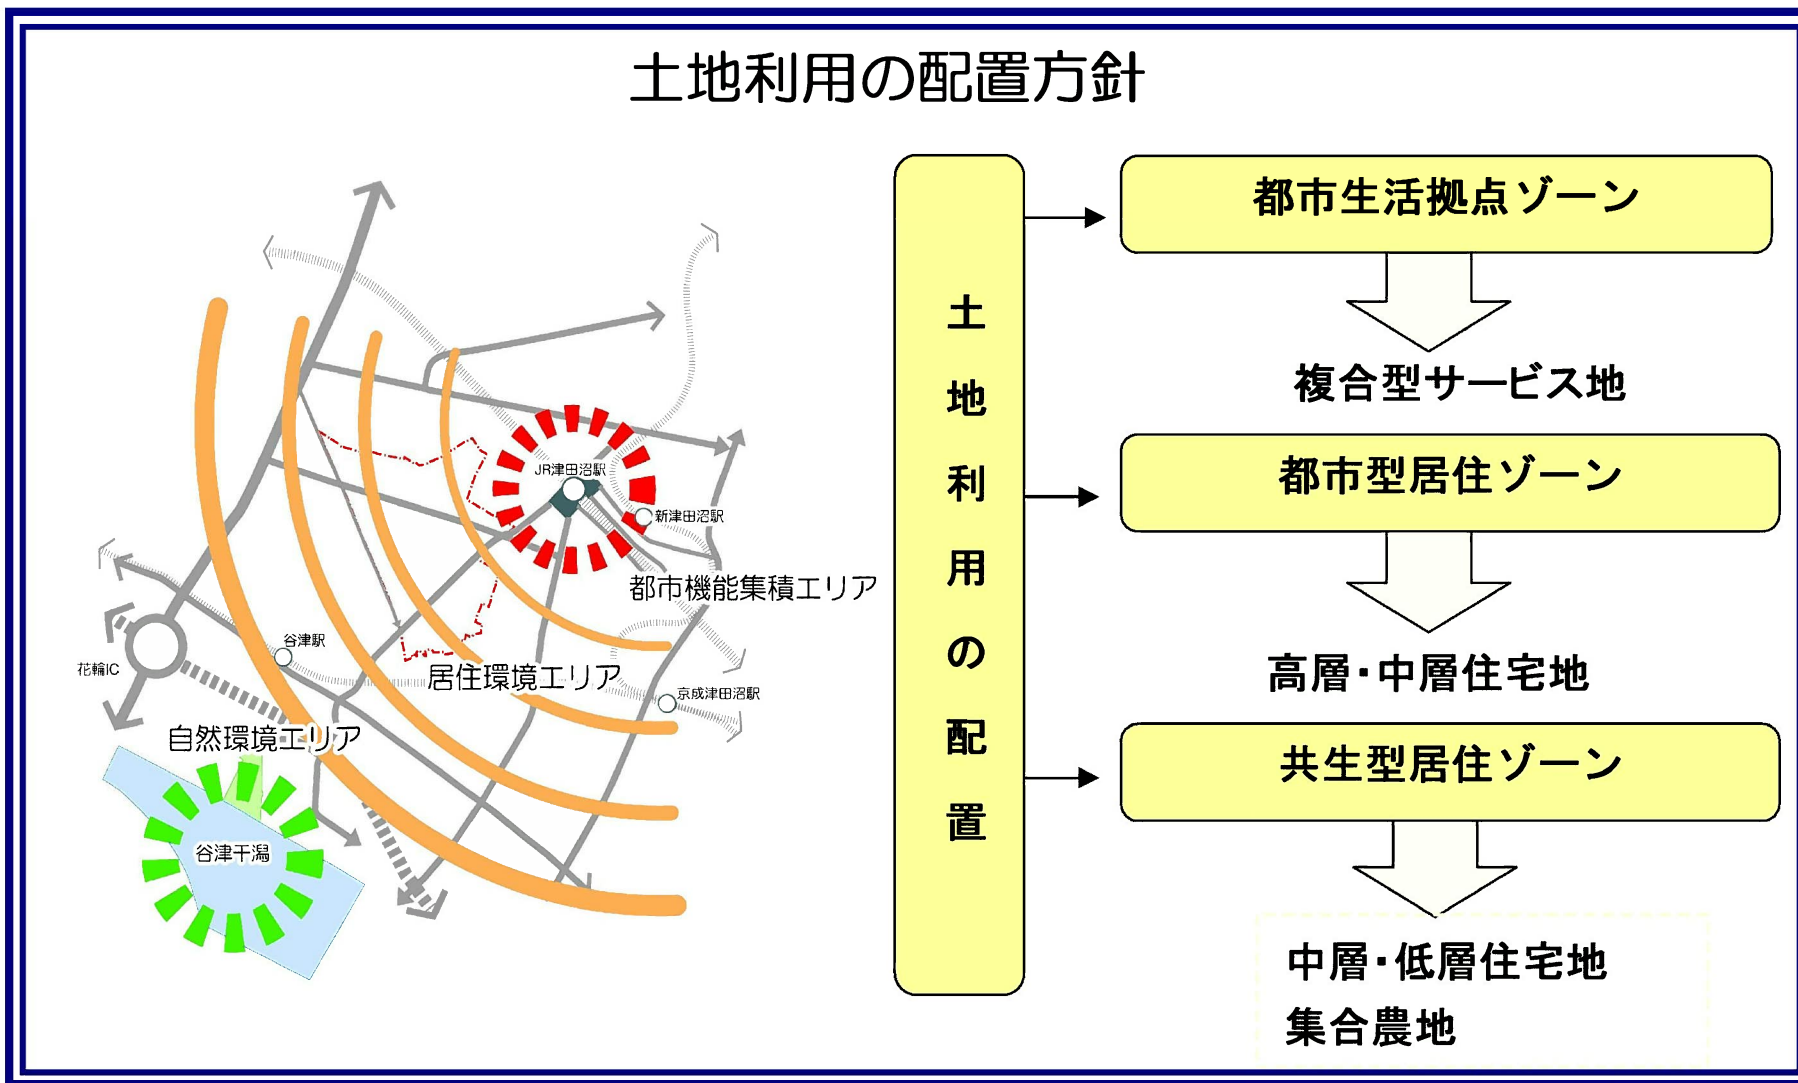 土地利用の配置方針
JR津田沼駅
新津田沼駅
都市機能集積エリア
谷津駅
花輪IC
居住環境エリア
京成津田沼駅
自然環境エリア
谷津干潟
土地利用の配置
都市生活拠点ゾーン
複合型サービス地
都市型居住ゾーン
高層・中層住宅地
共生型居住ゾーン
中層・低層住宅地
集合農地